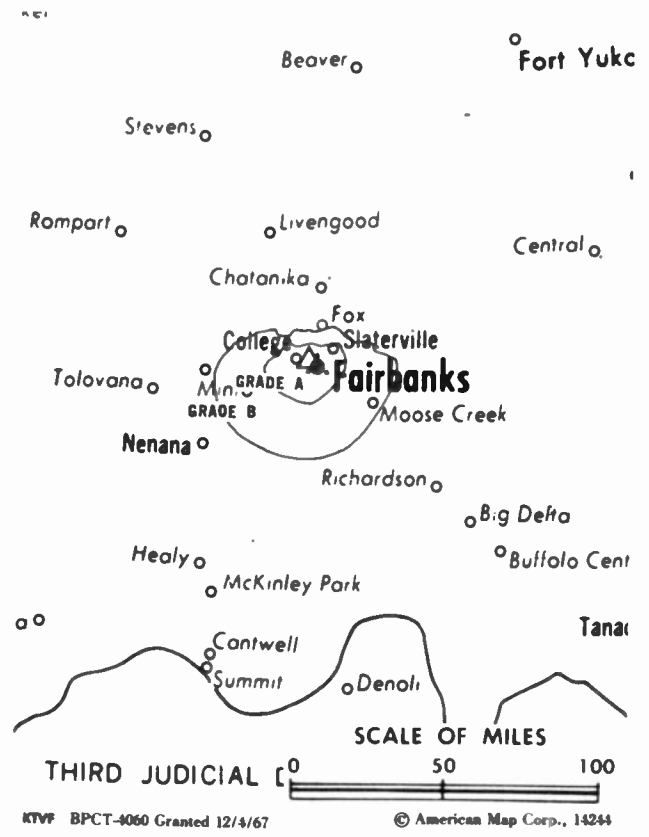 Beaver
Fort Yukc
Stevens
Rompart
Livengood
Central
Chatanika
Fox
College
Slaterville
Tolovana
GRADE A
Fairbanks
GRADE B
Moose Creek
Nenana
Richardson
Big Delta
Healy
Buffalo Cent
McKinley Park
a
Tana
Cantwell
Summit
Denali
SCALE OF MILES
THIRD JUDICIAL
0 50 100
KTVF BPCT-4060 Granted 12/4/67
© American Map Corp., 14244